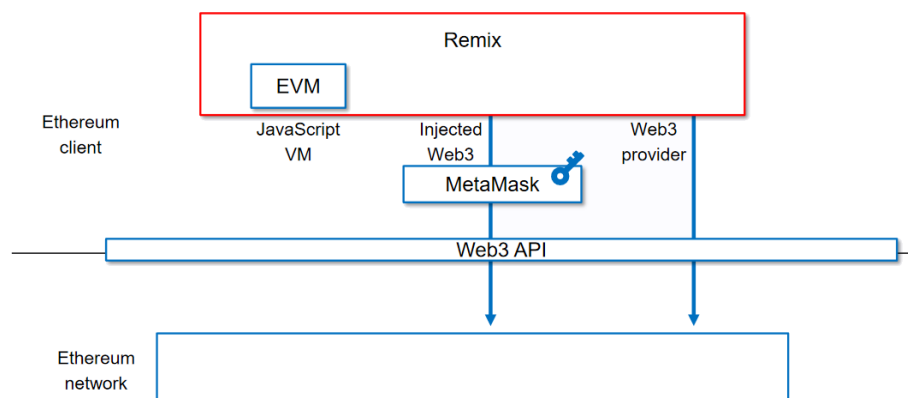 Remix
EVM
Ethereum
client
JavaScript
VM
Injected
Web3
Web3
provider
MetaMask
Web3 API
Ethereum
network